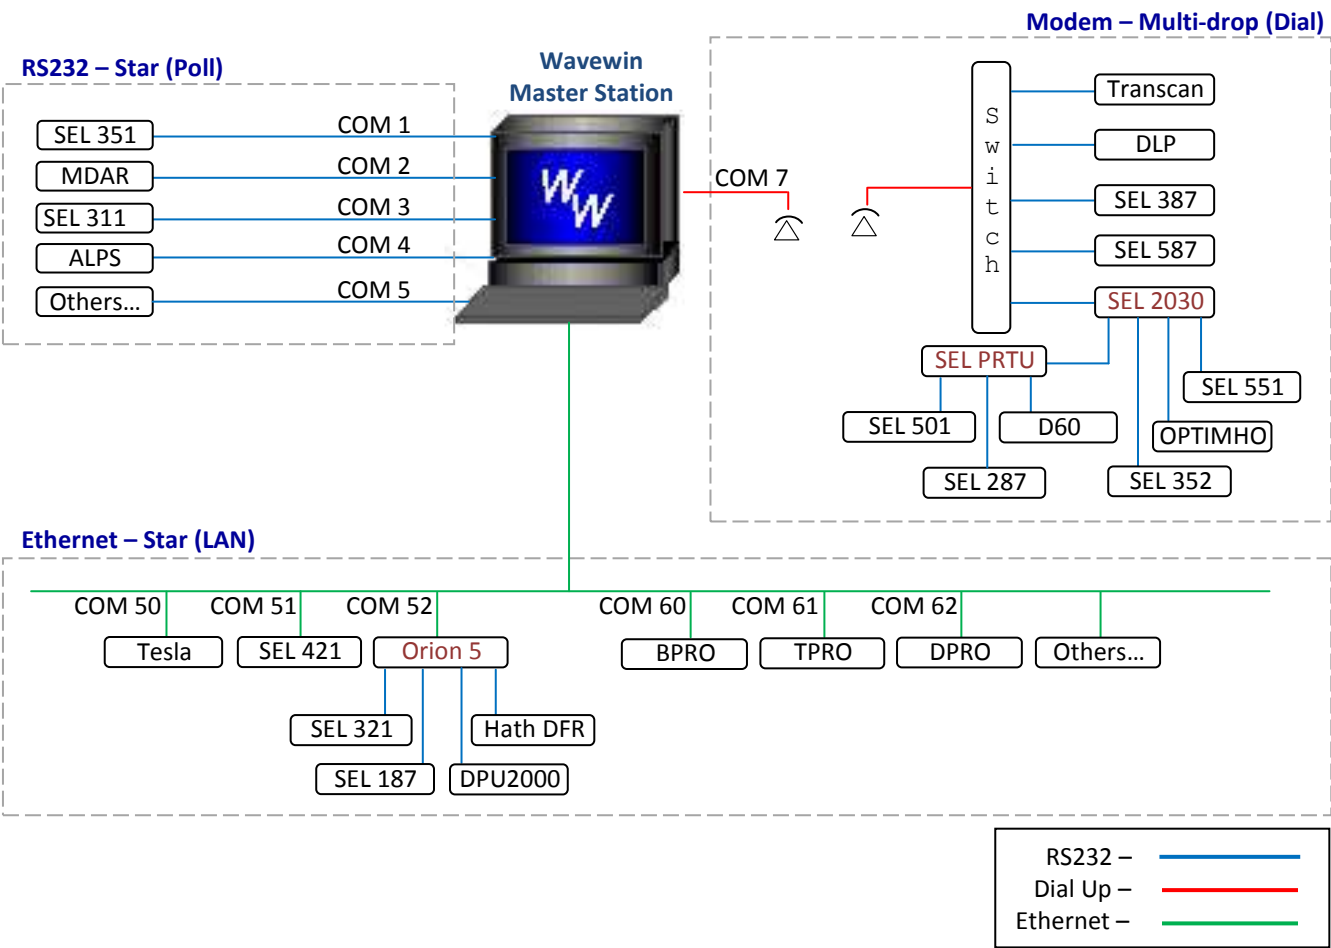 Modem – Multi-drop (Dial)
RS232 – Star (Poll)
Wavewin
Master Station
SEL 351
COM 1
MDAR
COM 2
SEL 311
COM 3
ALPS
COM 4
Others...
COM 5
WW
COM 7
Switch
Transcan
DLP
SEL 387
SEL 587
SEL 2030
SEL PRTU
SEL 551
SEL 501
D60
OPTIMHO
SEL 287
SEL 352
Ethernet – Star (LAN)
COM 50
COM 51
COM 52
COM 60
COM 61
COM 62
Tesla
SEL 421
Orion 5
BPRO
TPRO
DPRO
Others...
SEL 321
Hath DFR
SEL 187
DPU2000
RS232 –
Dial Up –
Ethernet –